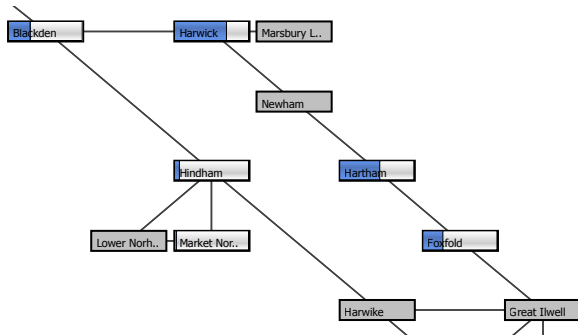 Blackden
Harwick
Marsbury L..
Newham
Hindham
Hartham
Lower Norh..
Market Nor..
Foxfold
Harwike
Great Ilwell